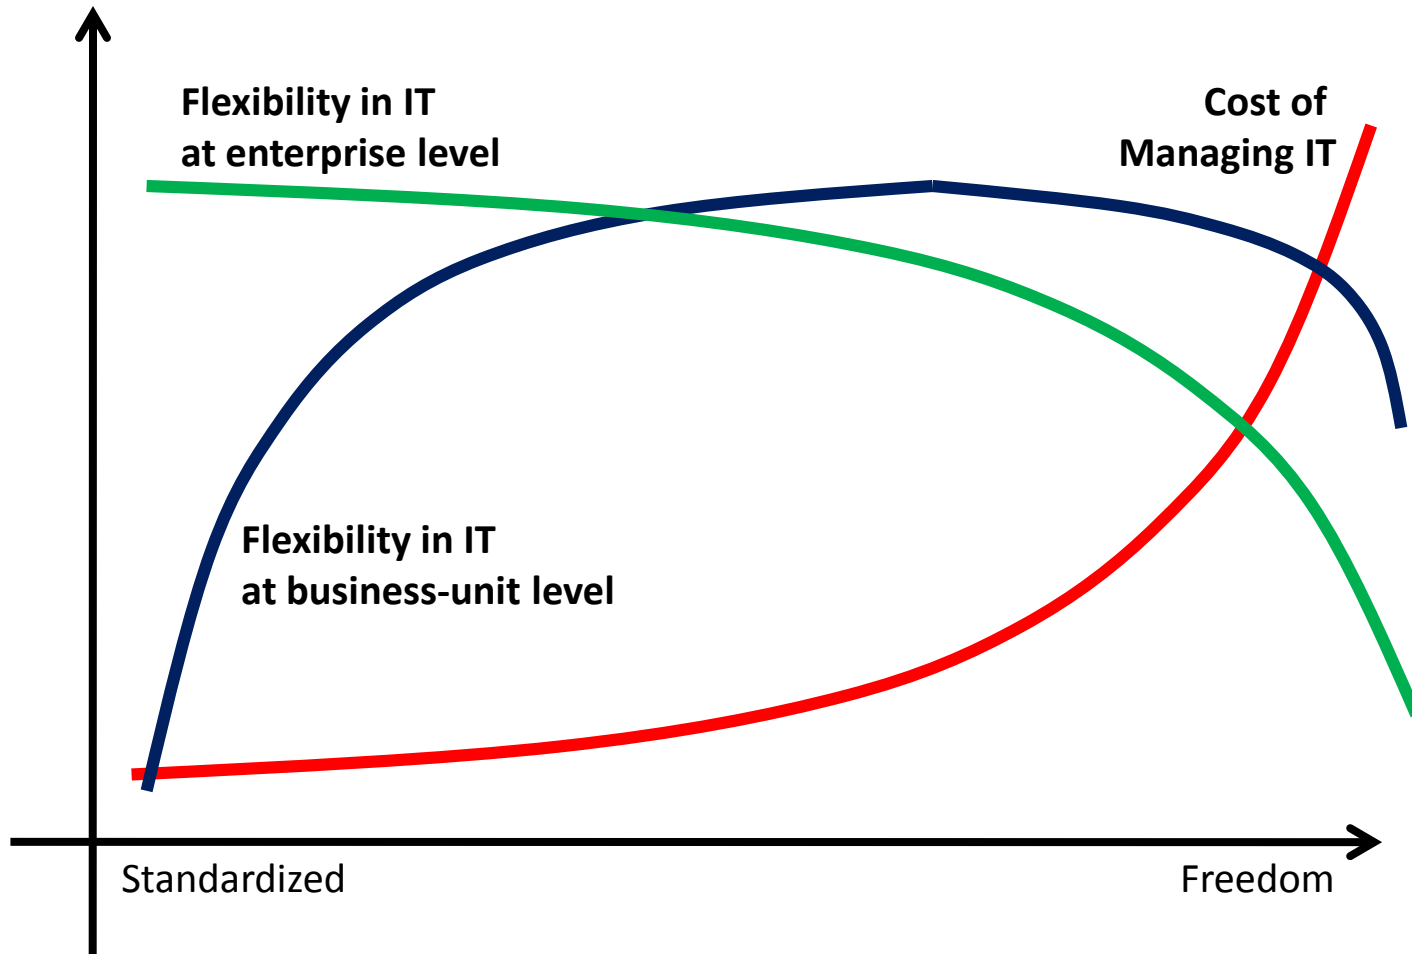 Flexibility in IT
at enterprise level
Cost of
Managing IT
Flexibility in IT
at business-unit level
Standardized
Freedom